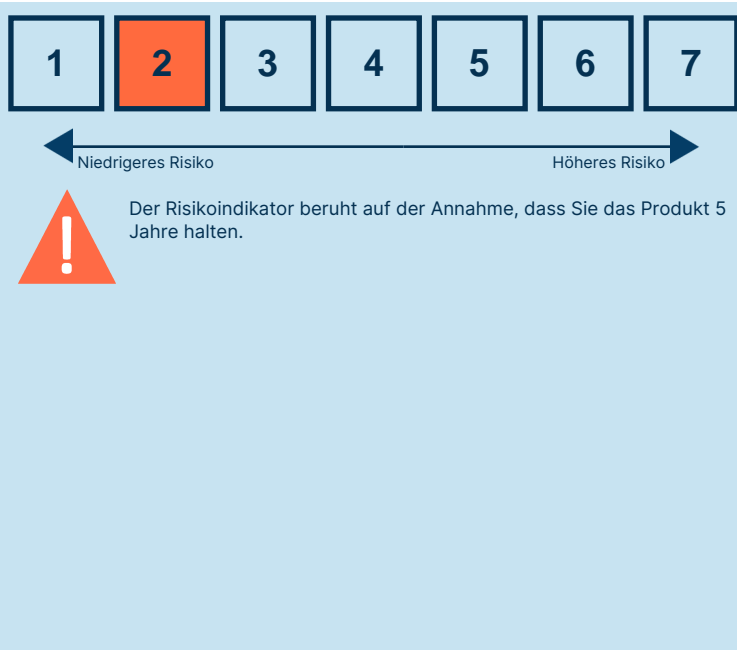 1 2 3 4 5 6 7
Niedrigeres Risiko Höheres Risiko
Der Risikoindikator beruht auf der Annahme, dass Sie das Produkt 5
Jahre halten.